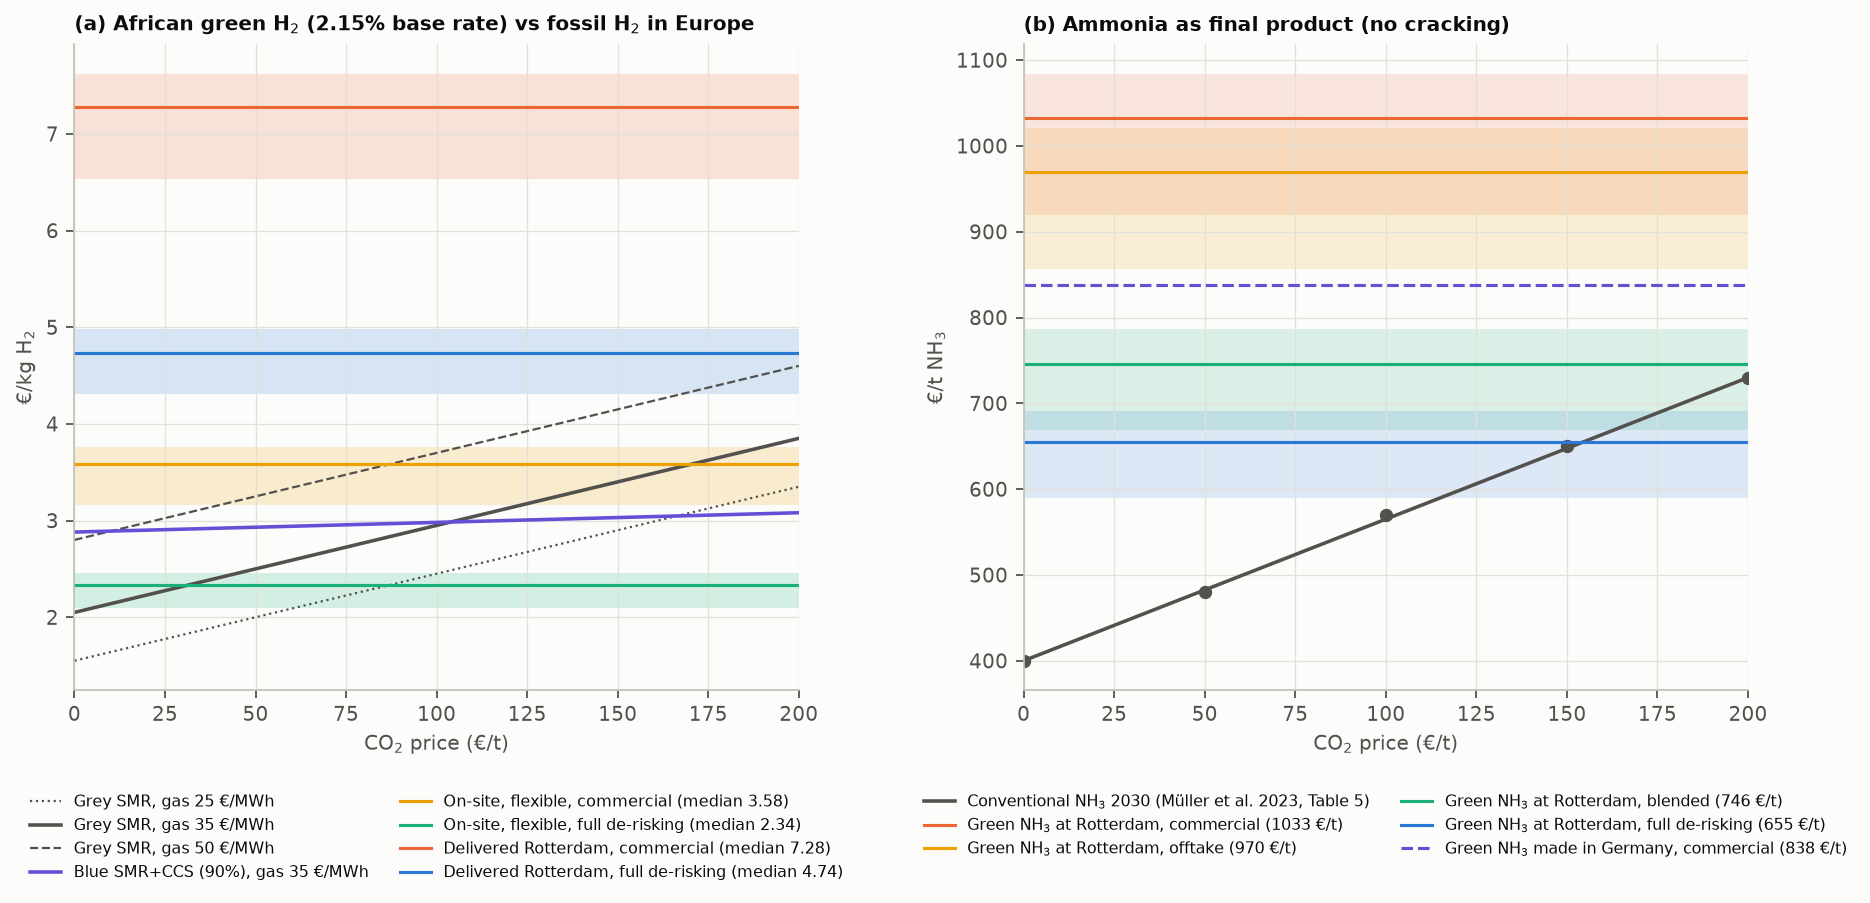 (a) African green H₂ (2.15% base rate) vs fossil H₂ in Europe
€/kg H₂
7
6
5
4
3
2
0 25 50 75 100 125 150 175 200
CO₂ price (€/t)
Grey SMR, gas 25 €/MWh
Grey SMR, gas 35 €/MWh
Grey SMR, gas 50 €/MWh
Blue SMR+CCS (90%), gas 35 €/MWh
On-site, flexible, commercial (median 3.58)
On-site, flexible, full de-risking (median 2.34)
Delivered Rotterdam, commercial (median 7.28)
Delivered Rotterdam, full de-risking (median 4.74)
(b) Ammonia as final product (no cracking)
€/t NH₃
1100
1000
900
800
700
600
500
400
0 25 50 75 100 125 150 175 200
CO₂ price (€/t)
Conventional NH₃ 2030 (Müller et al. 2023, Table 5)
Green NH₃ at Rotterdam, commercial (1033 €/t)
Green NH₃ at Rotterdam, offtake (970 €/t)
Green NH₃ at Rotterdam, blended (746 €/t)
Green NH₃ at Rotterdam, full de-risking (655 €/t)
Green NH₃ made in Germany, commercial (838 €/t)